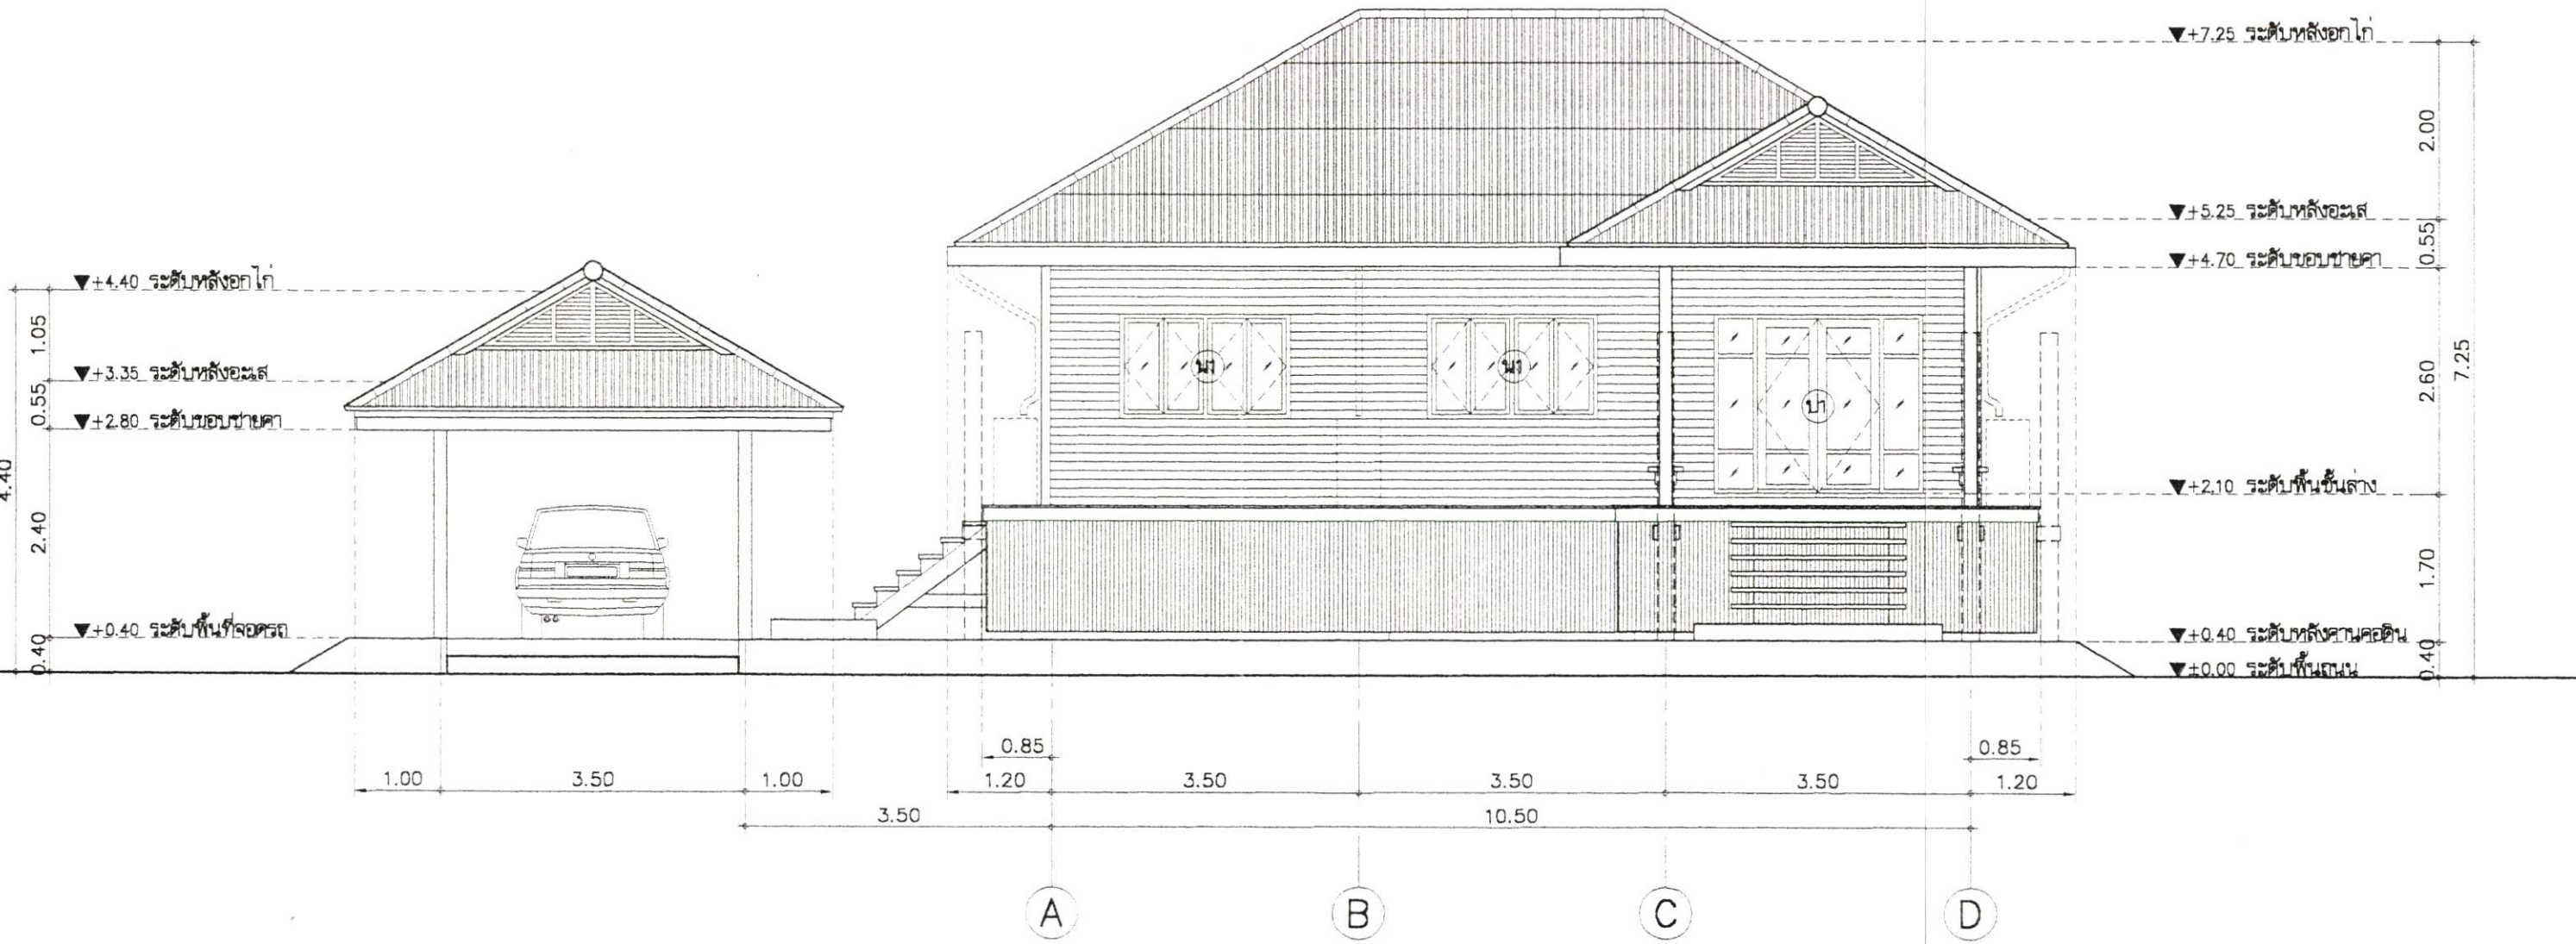 ▼+7.25 ระดับหลังอกไก่
▼+5.25 ระดับหลังอะเส
▼+4.70 ระดับขอบชายคา
▼+2.10 ระดับพื้นชั้นล่าง
▼+0.40 ระดับหลังคานคอดิน
▼±0.00 ระดับพื้นถนน
2.00
0.55
2.60
1.70
0.40
7.25
▼+4.40 ระดับหลังอกไก่
▼+3.35 ระดับหลังอะเส
▼+2.80 ระดับขอบชายคา
▼+0.40 ระดับพื้นที่จอดรถ
1.05
0.55
2.40
0.40
4.40
น1
น1
ป1
0.85
0.85
1.00
3.50
1.00
1.20
3.50
3.50
3.50
1.20
3.50
10.50
A
B
C
D